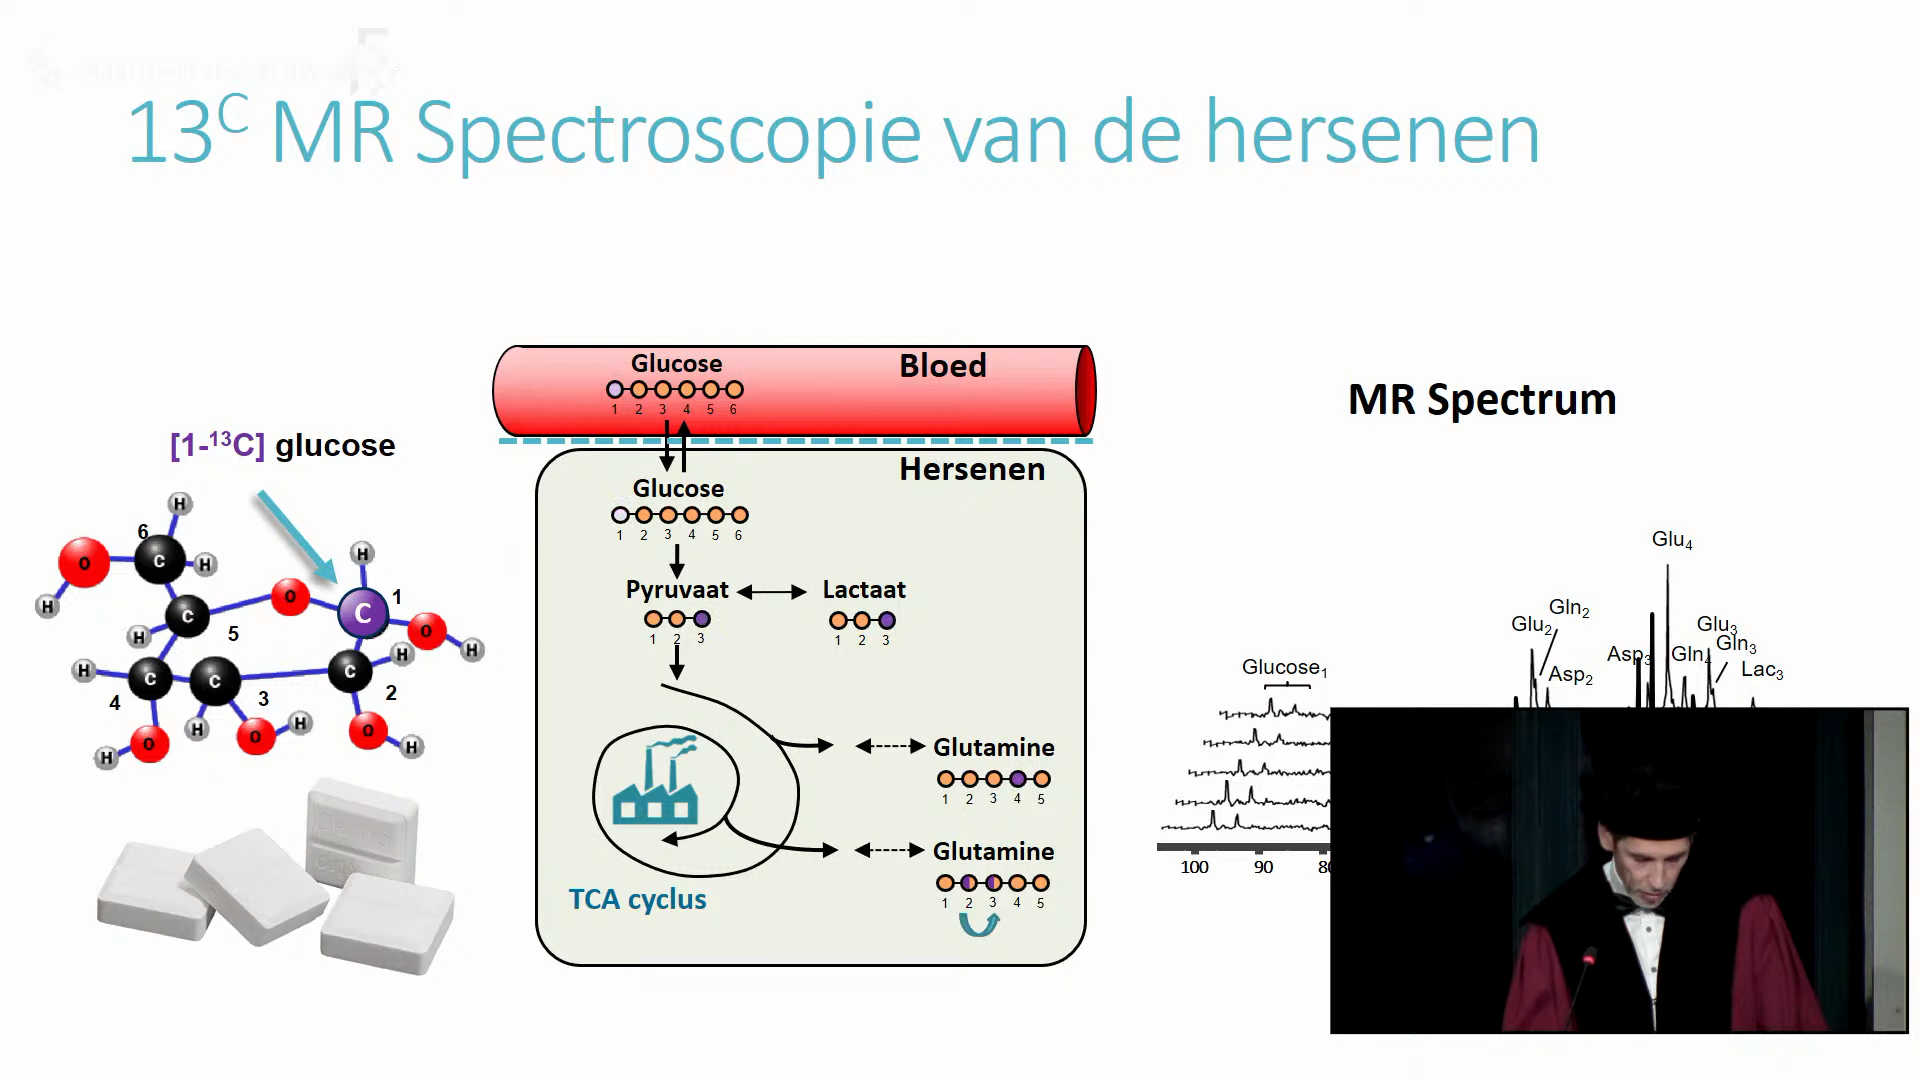 13C MR Spectroscopie van de hersenen
[1-13C] glucose
6
H
H
O
C
H
H
O
C
1
C
5
H
O
H
H
H
C
4
C
3
C
2
H
H
O
O
O
H
H
Glucose
Bloed
1 2 3 4 5 6
Hersenen
Glucose
1 2 3 4 5 6
Pyruvaat
Lactaat
1 2 3
1 2 3
Glutamine
1 2 3 4 5
Glutamine
1 2 3 4 5
TCA cyclus
MR Spectrum
Glu4
Gln2
Glu2
Glu3
Gln3
Asp3
Gln4
Asp2
Lac3
Glucose1
100 90